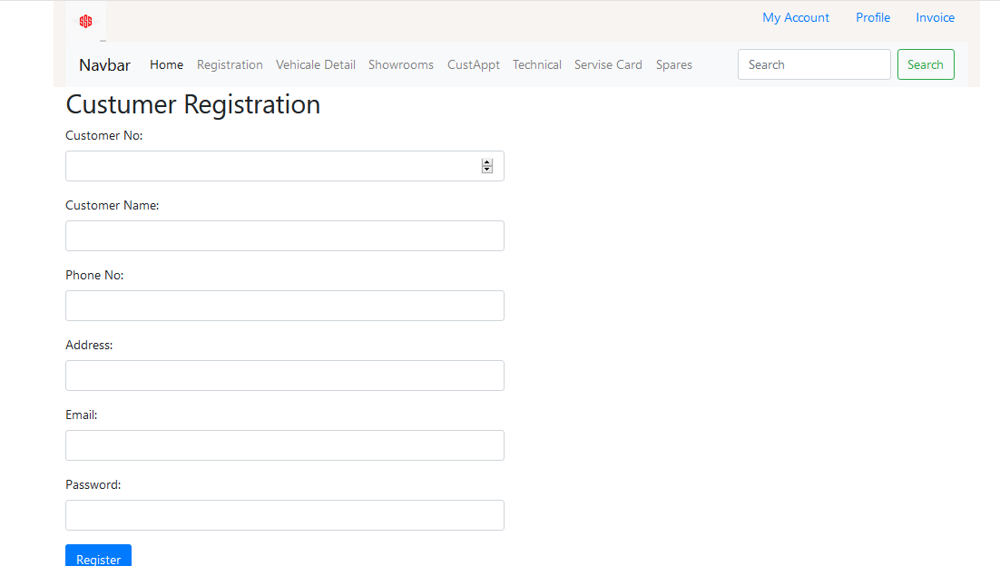 SSS
My Account Profile Invoice
Navbar Home Registration Vehicale Detail Showrooms CustAppt Technical Servise Card Spares Search Search
Custumer Registration
Customer No:
Customer Name:
Phone No:
Address:
Email:
Password:
Register